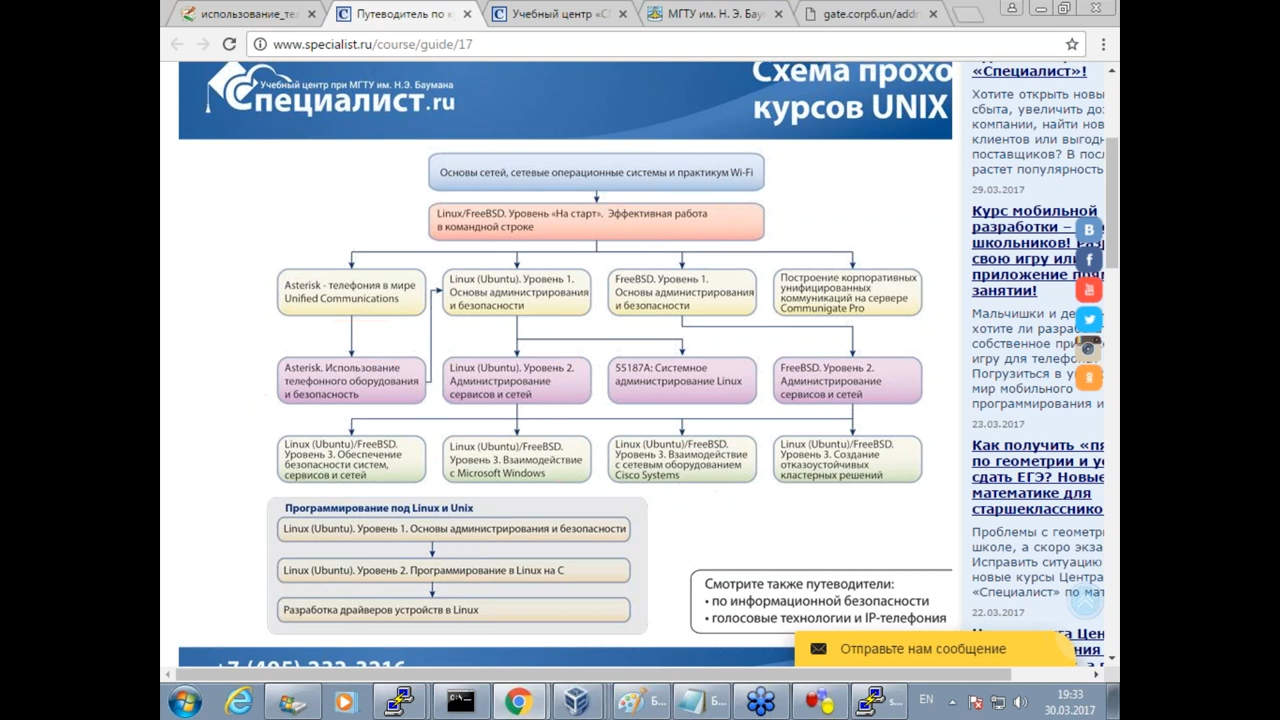 использование_тел
Путеводитель по к
Учебный центр «С
МГТУ им. Н. Э. Баум
gate.corp6.un/addr
www.specialist.ru/course/guide/17
Учебный центр при МГТУ им. Н.Э. Баумана
Специалист.ru
Схема прохо
курсов UNIX
Основы сетей, сетевые операционные системы и практикум Wi-Fi
Linux/FreeBSD. Уровень «На старт». Эффективная работа
в командной строке
Asterisk - телефония в мире
Unified Communications
Linux (Ubuntu). Уровень 1.
Основы администрирования
и безопасности
FreeBSD. Уровень 1.
Основы администрирования
и безопасности
Построение корпоративных
унифицированных
коммуникаций на сервере
Communigate Pro
Asterisk. Использование
телефонного оборудования
и безопасность
Linux (Ubuntu). Уровень 2.
Администрирование
сервисов и сетей
55187A: Системное
администрирование Linux
FreeBSD. Уровень 2.
Администрирование
сервисов и сетей
Linux (Ubuntu)/FreeBSD.
Уровень 3. Обеспечение
безопасности систем,
сервисов и сетей
Linux (Ubuntu)/FreeBSD.
Уровень 3. Взаимодействие
с Microsoft Windows
Linux (Ubuntu)/FreeBSD.
Уровень 3. Взаимодействие
с сетевым оборудованием
Cisco Systems
Linux (Ubuntu)/FreeBSD.
Уровень 3. Создание
отказоустойчивых
кластерных решений
Программирование под Linux и Unix
Linux (Ubuntu). Уровень 1. Основы администрирования и безопасности
Linux (Ubuntu). Уровень 2. Программирование в Linux на C
Разработка драйверов устройств в Linux
Смотрите также путеводители:
• по информационной безопасности
• голосовые технологии и IP-телефония
«Специалист»!
Хотите открыть новы
сбыта, увеличить до
компании, найти нов
клиентов или выгодн
поставщиков? В посл
растет популярность
29.03.2017
Курс мобильной
разработки –
школьников! Раз
свою игру или
приложение пря
занятии!
Мальчишки и де
хотите ли разра
собственное при
игру для телефо
Погрузиться в у
мир мобильного
программирования и
23.03.2017
Как получить «пя
по геометрии и ус
сдать ЕГЭ? Новые
математике для
старшеклассико
Проблемы с геометр
школе, а скоро экза
Исправить ситуацию
новые курсы Центра
«Специалист» по мат
22.03.2017
Отправьте нам сообщение
EN
19:33
30.03.2017